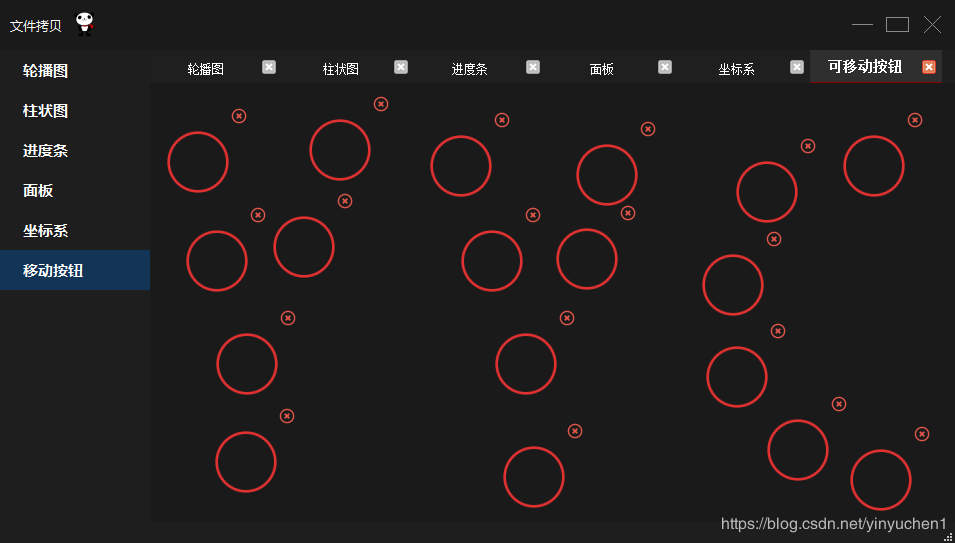 文件拷贝
轮播图 柱状图 进度条 面板 坐标系 可移动按钮
轮播图
柱状图
进度条
面板
坐标系
移动按钮
https://blog.csdn.net/yinyuchen1